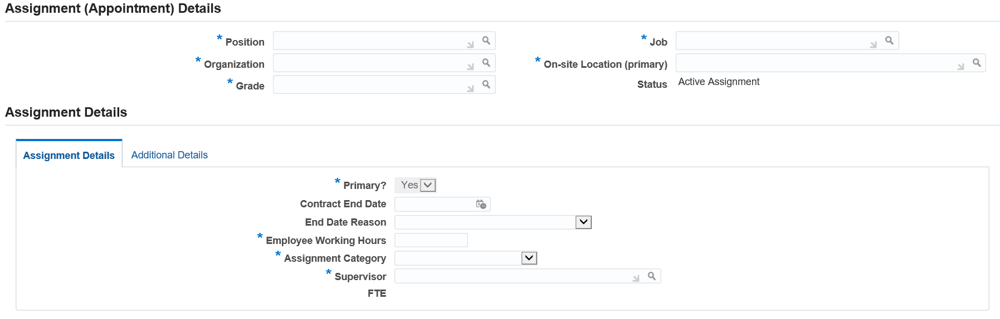 Assignment (Appointment) Details
* Position
* Job
* Organization
* On-site Location (primary)
* Grade
Status Active Assignment
Assignment Details
Assignment Details Additional Details
* Primary? Yes
Contract End Date
End Date Reason
* Employee Working Hours
* Assignment Category
* Supervisor
FTE